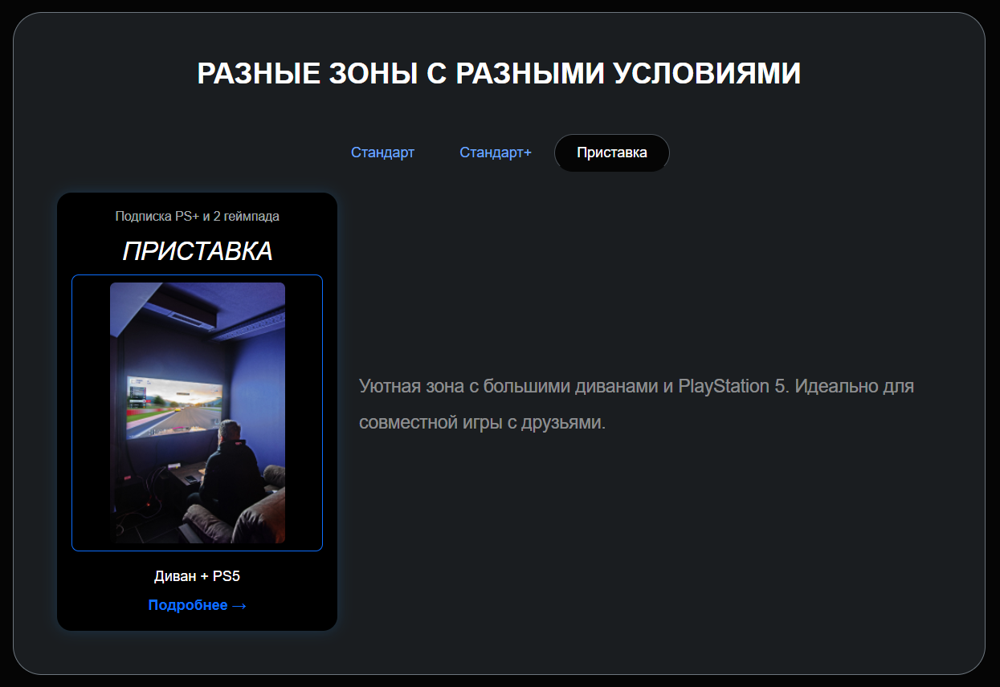 РАЗНЫЕ ЗОНЫ С РАЗНЫМИ УСЛОВИЯМИ
Стандарт
Стандарт+
Приставка
Подписка PS+ и 2 геймпада
ПРИСТАВКА
Уютная зона с большими диванами и PlayStation 5. Идеально для
совместной игры с друзьями.
Диван + PS5
Подробнее →